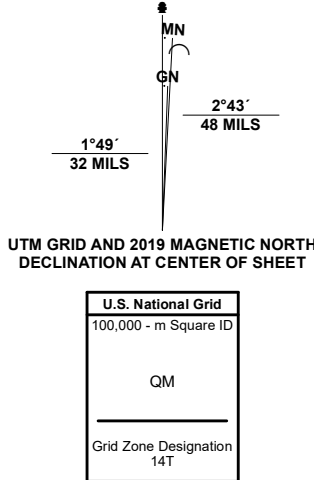 MN
GN
2°43´
48 MILS
1°49´
32 MILS
UTM GRID AND 2019 MAGNETIC NORTH
DECLINATION AT CENTER OF SHEET
U.S. National Grid
100,000 - m Square ID
QM
Grid Zone Designation
14T